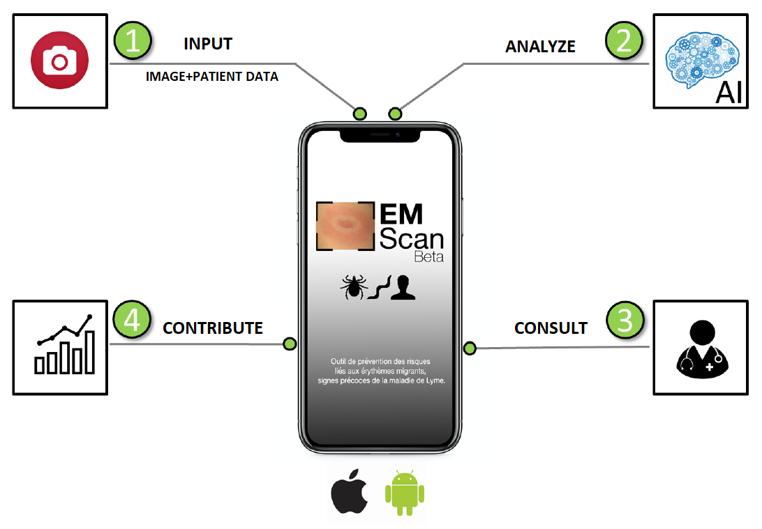 1
INPUT
IMAGE+PATIENT DATA
ANALYZE
2
AI
EM
Scan
Beta
4
CONTRIBUTE
CONSULT
3
Outil de prévention des risques
liés aux érythèmes migrants,
signes précoces de la maladie de Lyme.